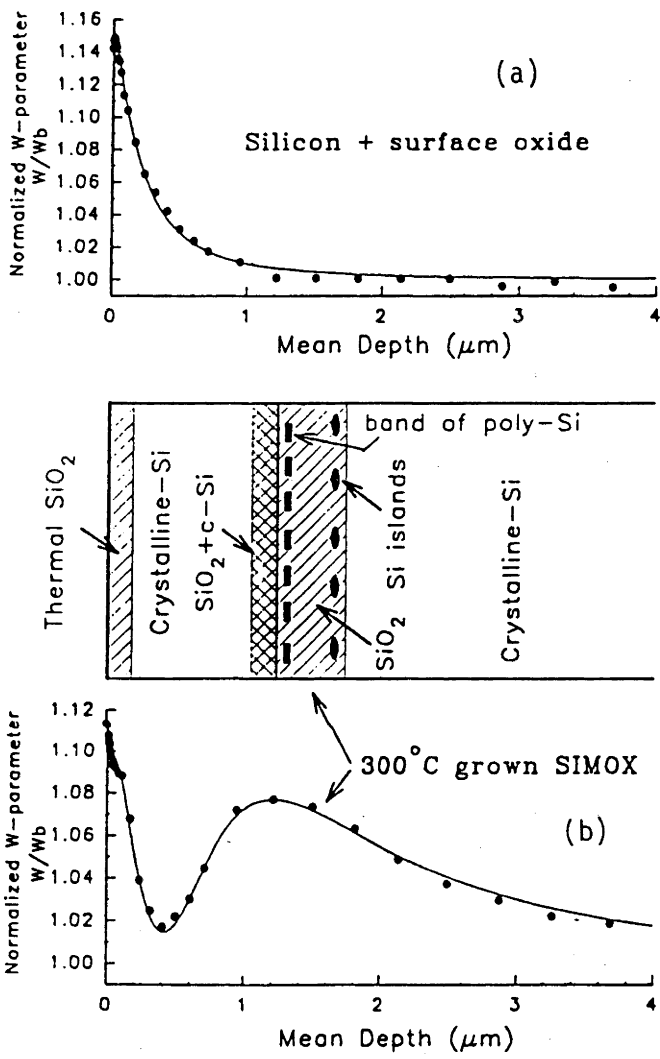 1.16
1.14
1.12
1.10
1.08
1.06
1.04
1.02
1.00
Normalized W-parameter
W/Wb
(a)
Silicon + surface oxide
0
1
2
3
4
Mean Depth (μm)
Thermal SiO2
Crystalline-Si
SiO2+c-Si
band of poly-Si
SiO2
Si islands
Crystalline-Si
1.12
1.10
1.08
1.06
1.04
1.02
1.00
Normalized W-parameter
W/Wb
300°C grown SIMOX
(b)
0
1
2
3
4
Mean Depth (μm)